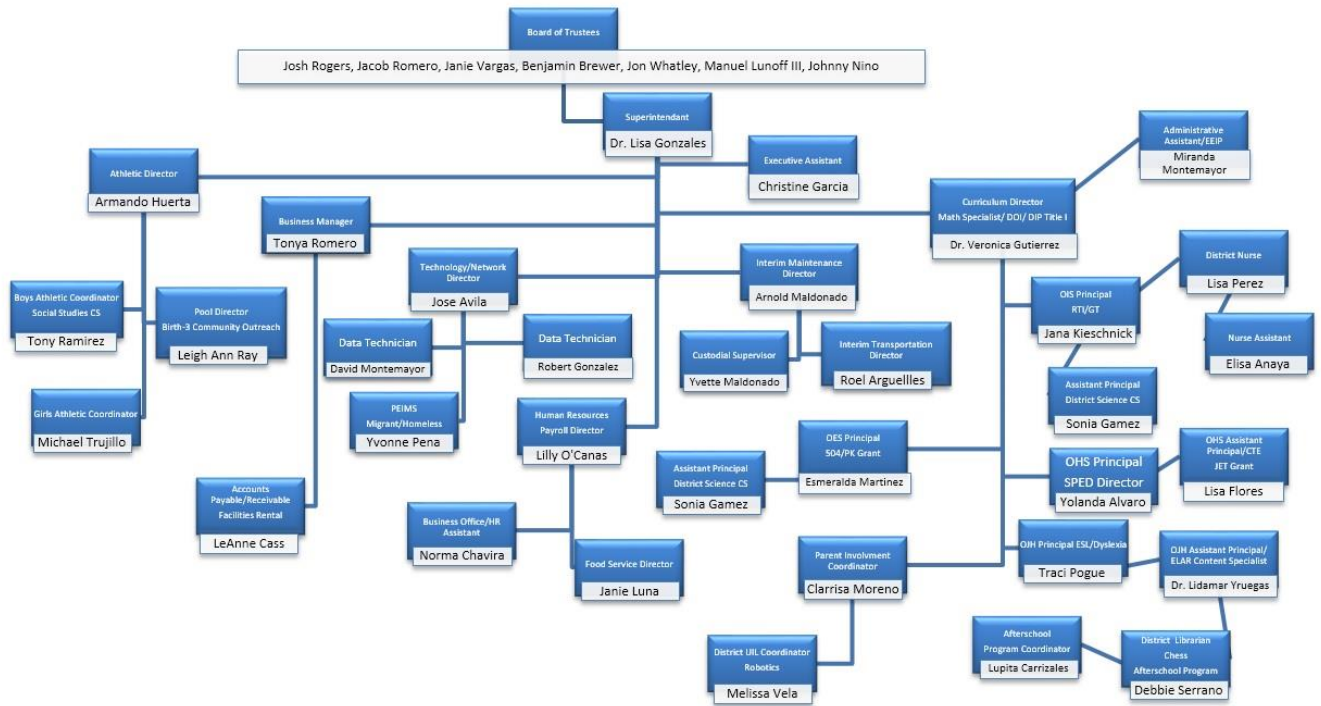 Board of Trustees
Josh Rogers, Jacob Romero, Janie Vargas, Benjamin Brewer, Jon Whatley, Manuel Lunoff III, Johnny Nino
Superintendant
Dr. Lisa Gonzales
Executive Assistant
Christine Garcia
Administrative
Assistant/EEIP
Miranda
Montemayor
Athletic Director
Armando Huerta
Business Manager
Tonya Romero
Curriculum Director
Math Specialist/ DOI/ DIP Title I
Dr. Veronica Gutierrez
Technology/Network
Director
Jose Avila
Interim Maintenance
Director
Arnold Maldonado
District Nurse
Lisa Perez
OIS Principal
RTI/GT
Jana Kieschnick
Nurse Assistant
Elisa Anaya
Boys Athletic Coordinator
Social Studies CS
Tony Ramirez
Pool Director
Birth-3 Community Outreach
Leigh Ann Ray
Data Technician
David Montemayor
Data Technician
Robert Gonzalez
Custodial Supervisor
Yvette Maldonado
Interim Transportation
Director
Roel Arguellles
Assistant Principal
District Science CS
Sonia Gamez
Girls Athletic Coordinator
Michael Trujillo
PEIMS
Migrant/Homeless
Yvonne Pena
Human Resources
Payroll Director
Lilly O'Canas
OES Principal
504/PK Grant
Esmeralda Martinez
Assistant Principal
District Science CS
Sonia Gamez
OHS Principal
SPED Director
Yolanda Alvaro
OHS Assistant
Principal/CTE
JET Grant
Lisa Flores
Accounts
Payable/Receivable
Facilities Rental
LeAnne Cass
Business Office/HR
Assistant
Norma Chavira
Food Service Director
Janie Luna
Parent Involvment
Coordinator
Clarrisa Moreno
OJH Principal ESL/Dyslexia
Traci Pogue
OJH Assistant Principal/
ELAR Content Specialist
Dr. Lidamar Yruegas
District UIL Coordinator
Robotics
Melissa Vela
Afterschool
Program Coordinator
Lupita Carrizales
District Librarian
Chess
Afterschool Program
Debbie Serrano